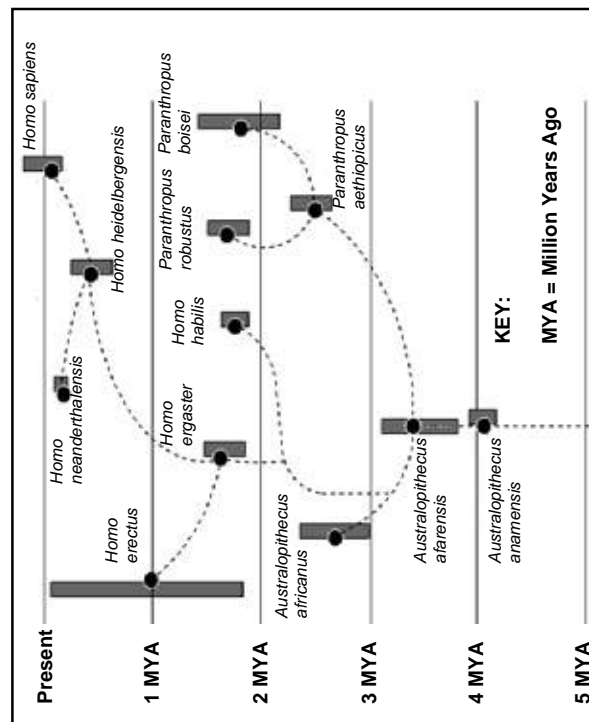 Homo sapiens
Homo heidelbergensis
Homo
neanderthalensis
Paranthropus
boisei
Paranthropus
robustus
Homo
habilis
Homo
ergaster
Homo
erectus
Paranthropus
aethiopicus
Australopithecus
africanus
Australopithecus
afarensis
Australopithecus
anamensis
Present
1 MYA
2 MYA
3 MYA
4 MYA
5 MYA
KEY:
MYA = Million Years Ago